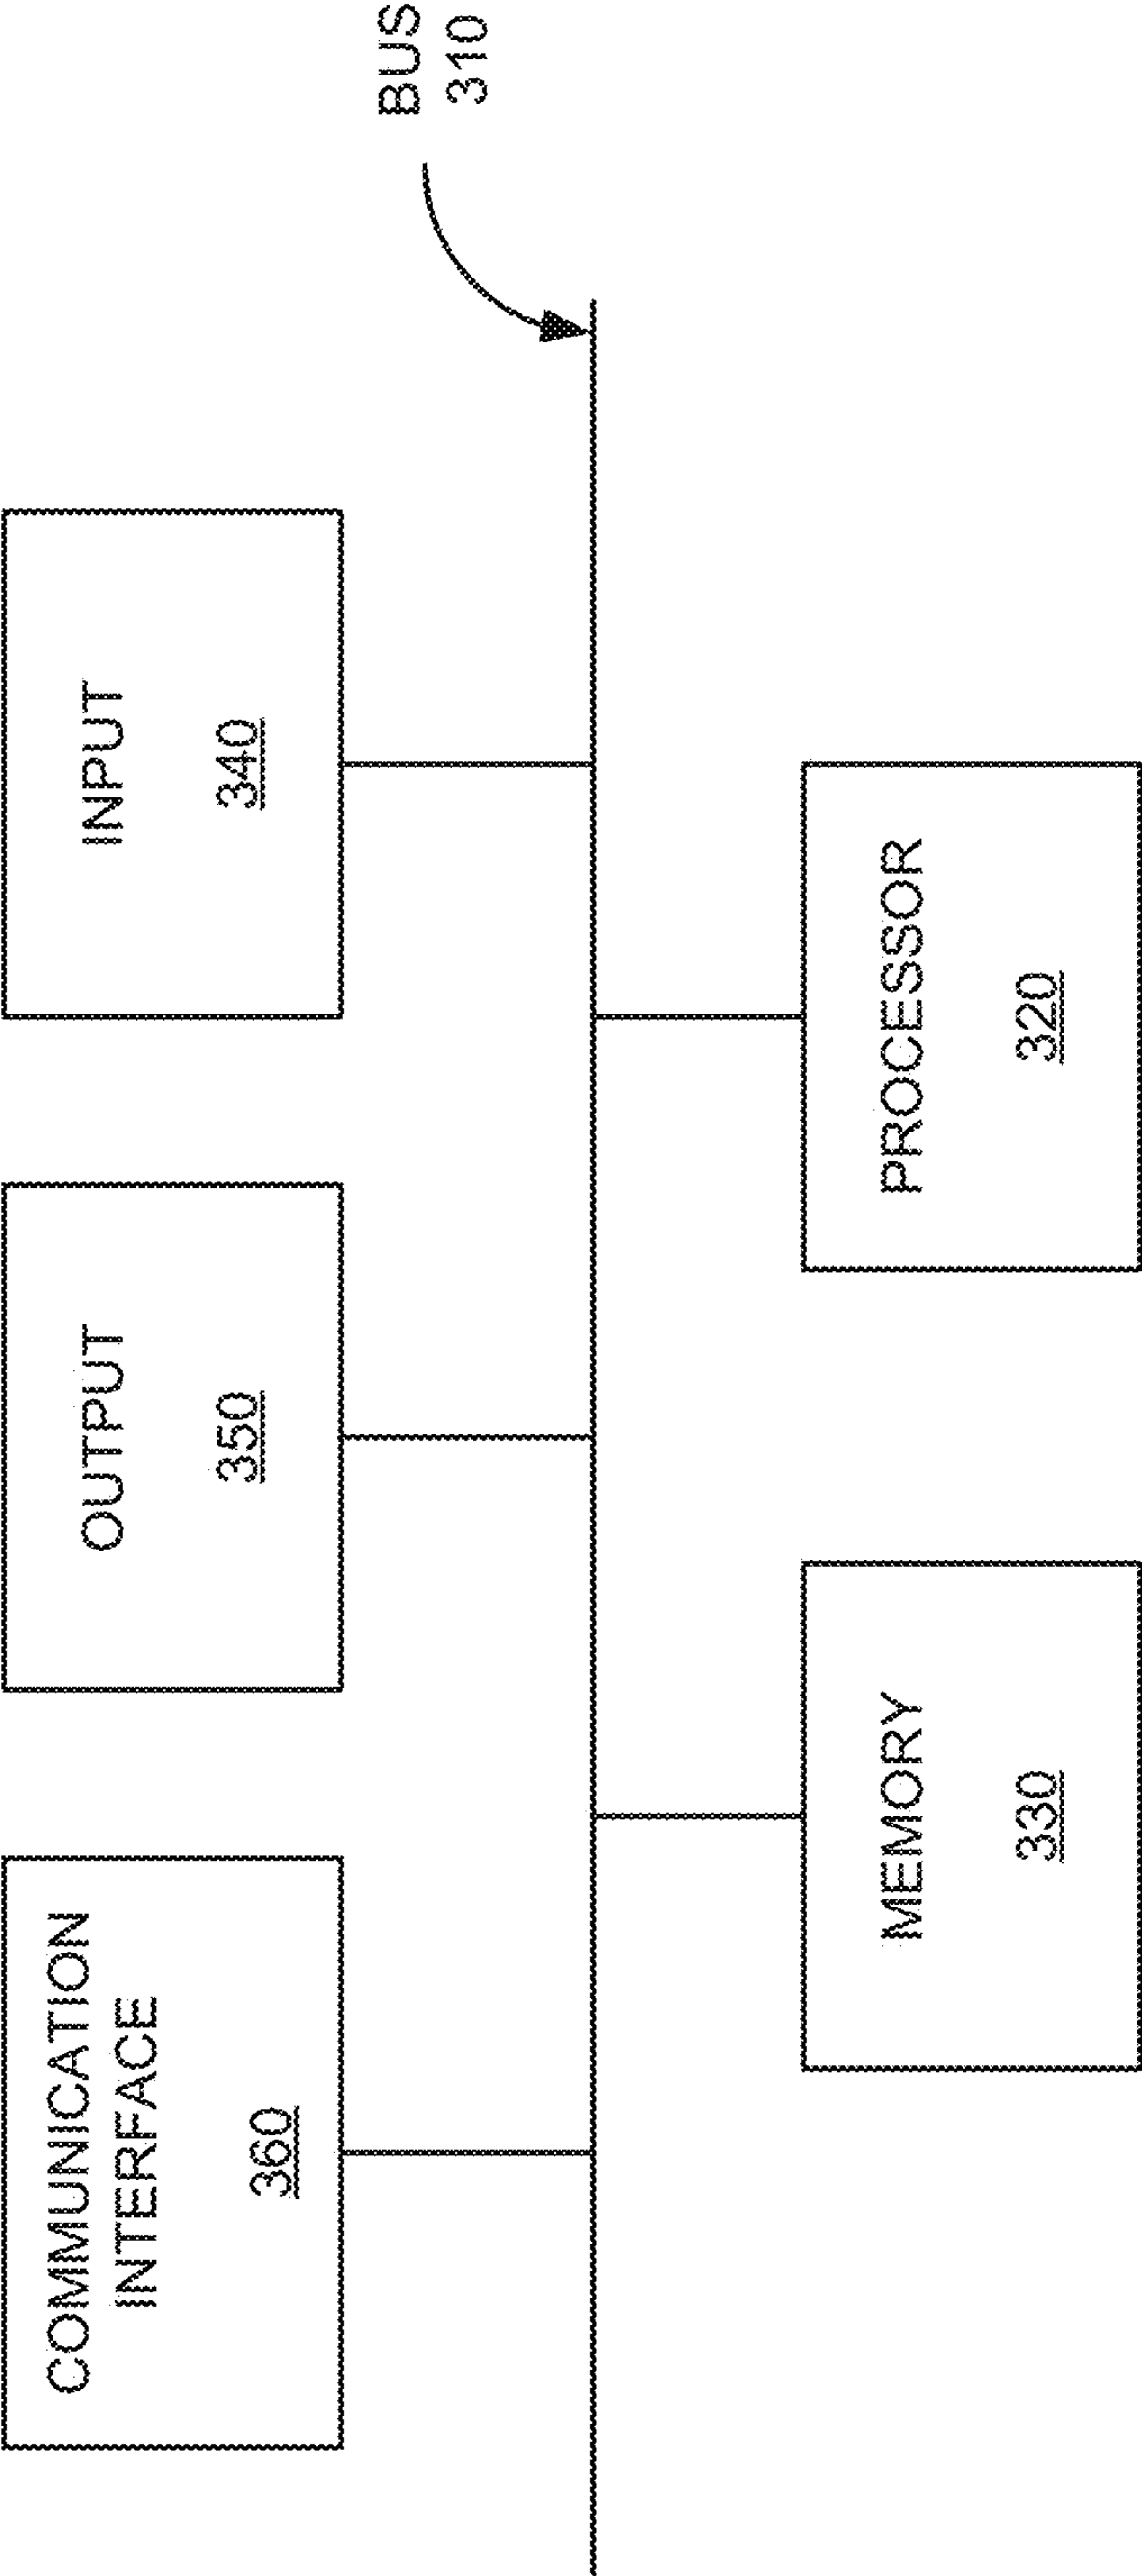 COMMUNICATION
INTERFACE
360
OUTPUT
350
INPUT
340
BUS
310
MEMORY
330
PROCESSOR
320